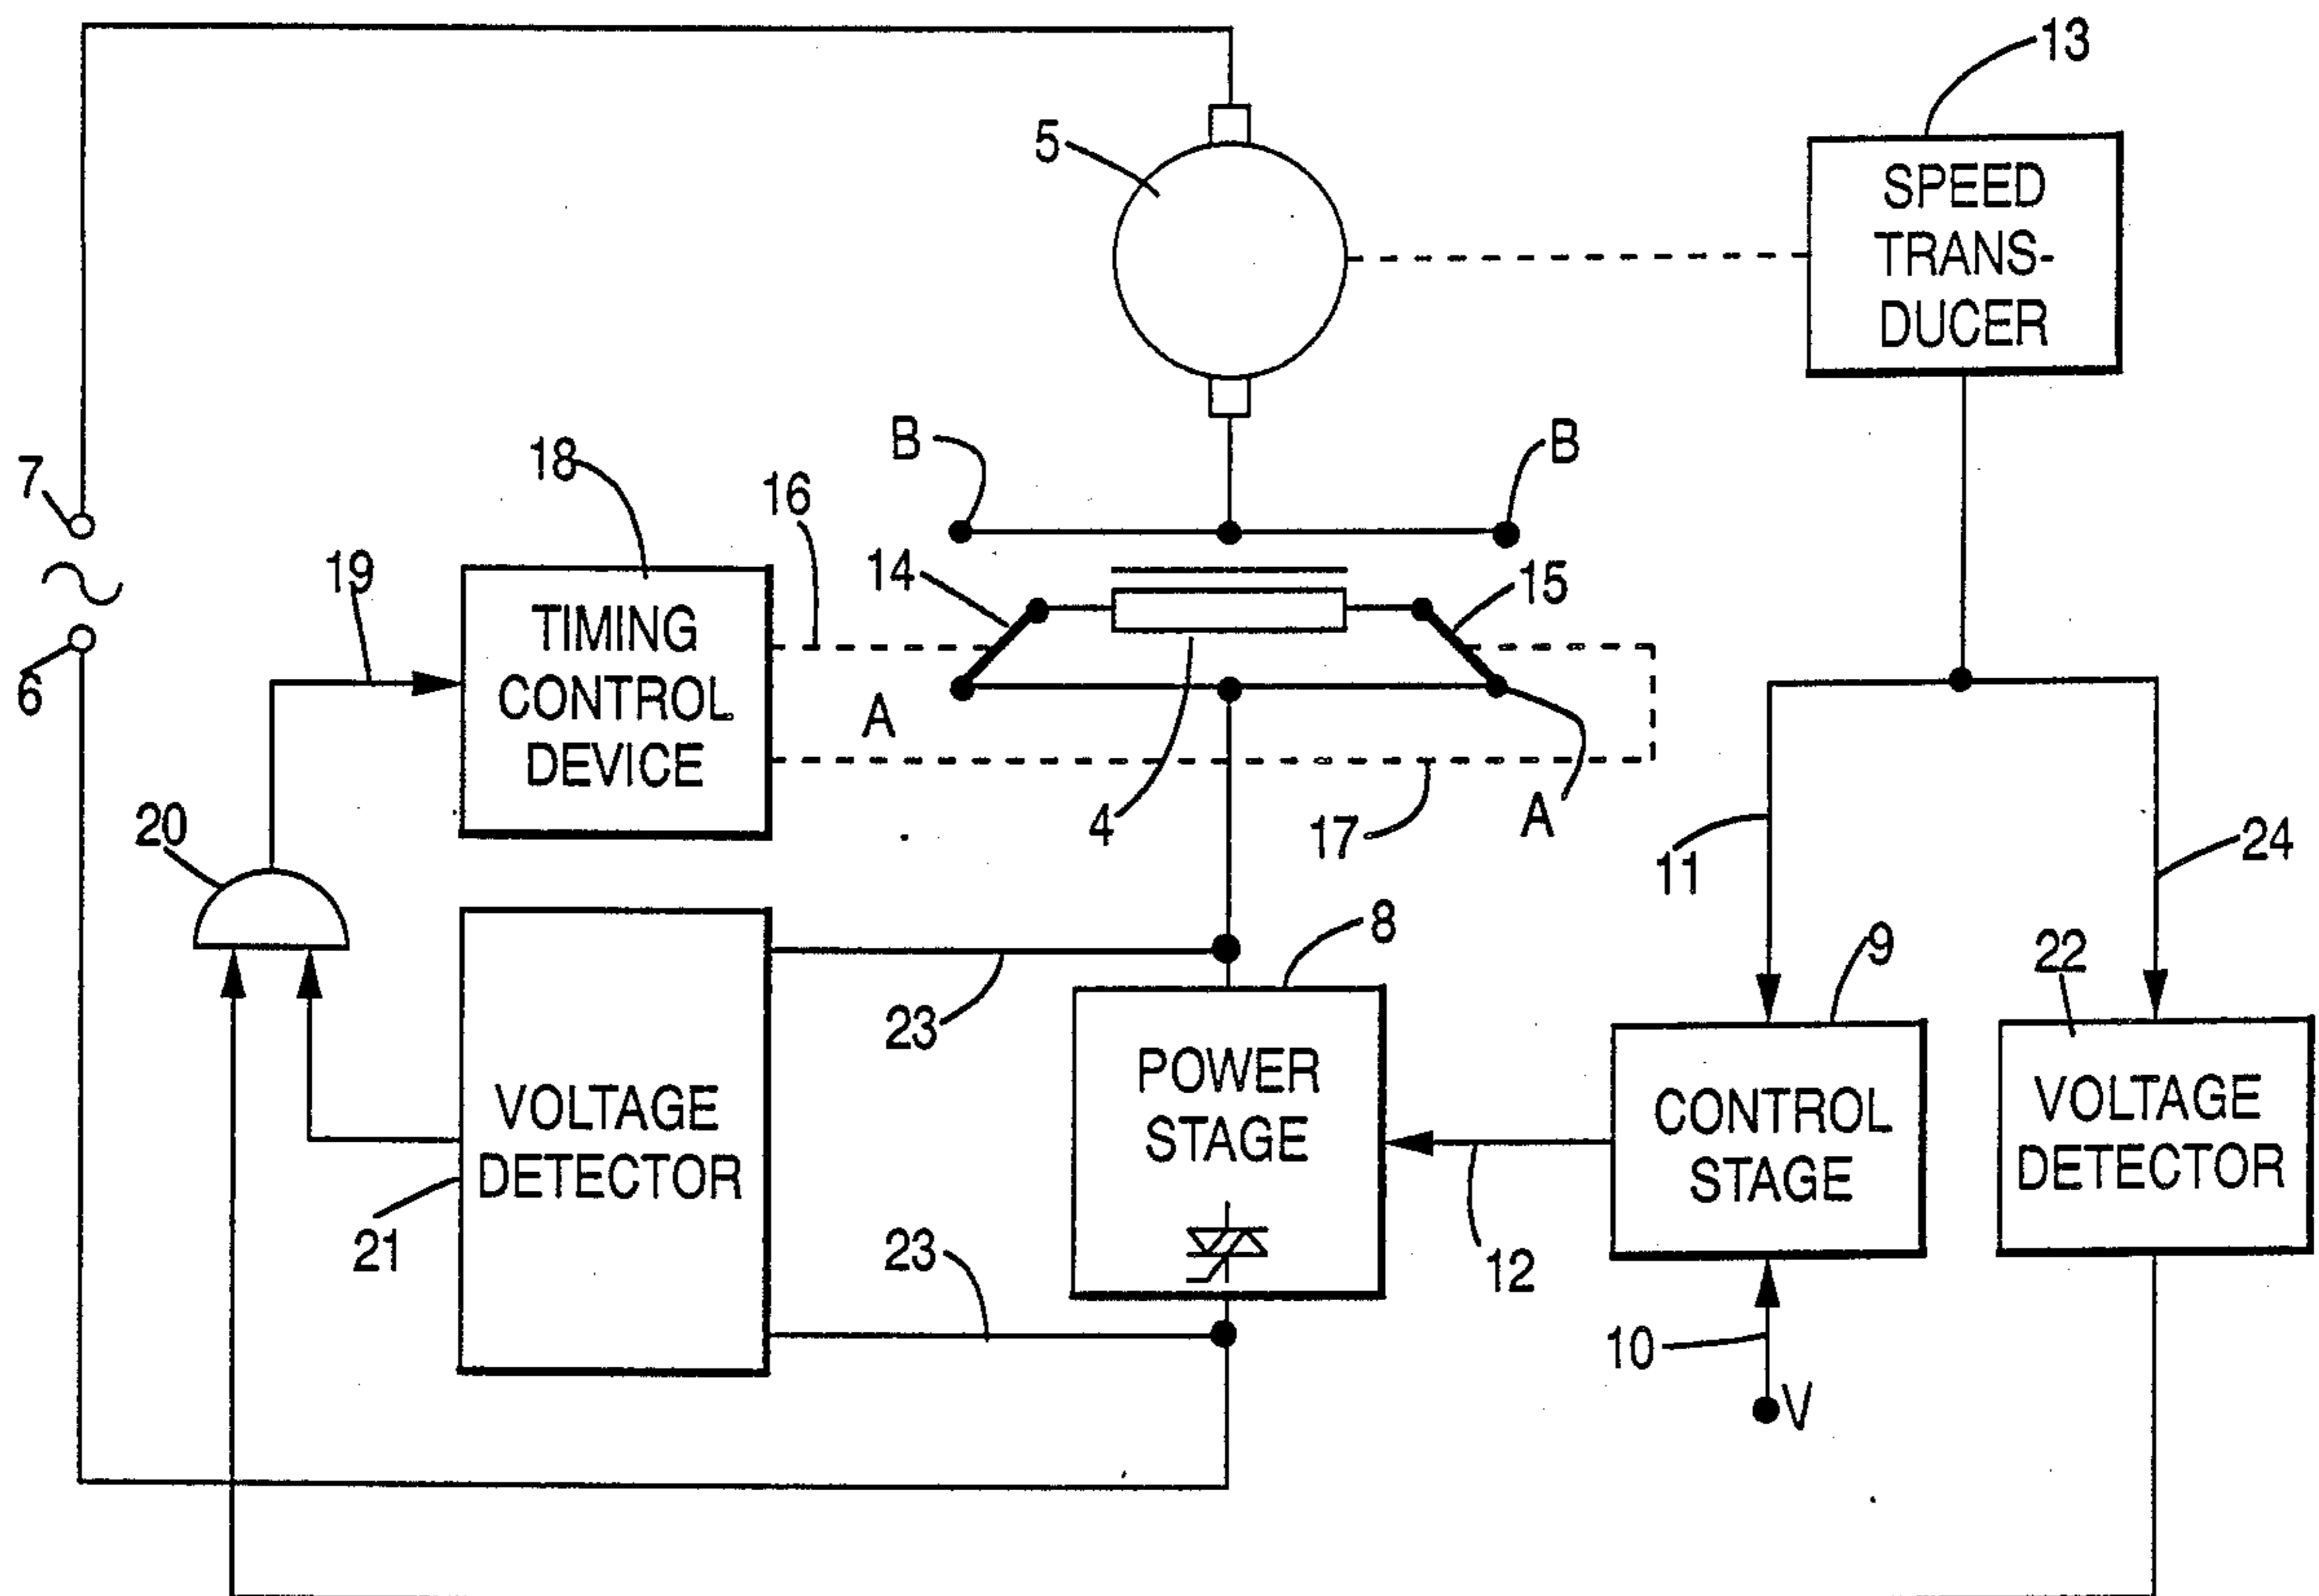 13
5
SPEED
TRANS-
DUCER
B
B
7
18
16
14
15
19
TIMING
CONTROL
DEVICE
6
A
A
20
4
17
11
24
8
9
22
23
POWER
STAGE
VOLTAGE
DETECTOR
CONTROL
STAGE
VOLTAGE
DETECTOR
21
23
12
10
V